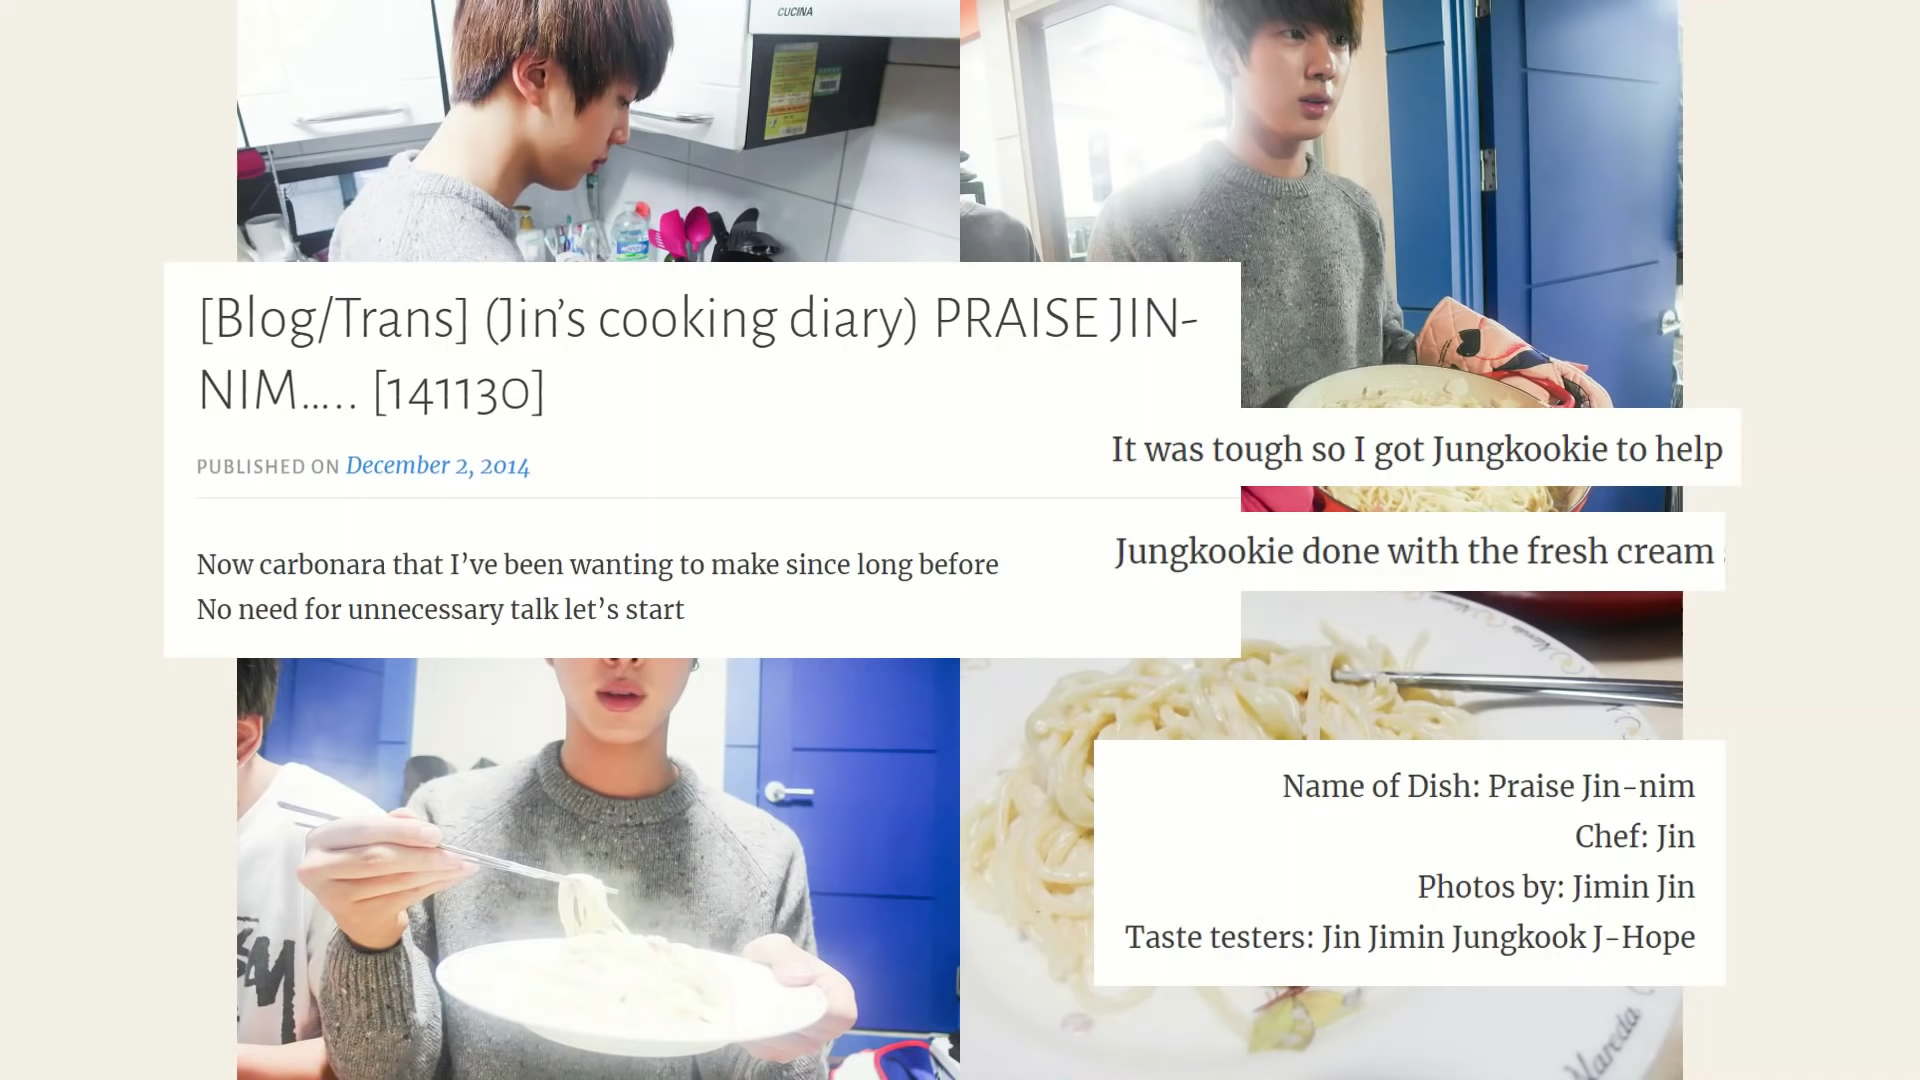 CUCINA
[Blog/Trans] (Jin’s cooking diary) PRAISE JIN-
NIM….. [141130]
PUBLISHED ON December 2, 2014
Now carbonara that I’ve been wanting to make since long before
No need for unnecessary talk let’s start
It was tough so I got Jungkookie to help
Jungkookie done with the fresh cream
Name of Dish: Praise Jin-nim
Chef: Jin
Photos by: Jimin Jin
Taste testers: Jin Jimin Jungkook J-Hope